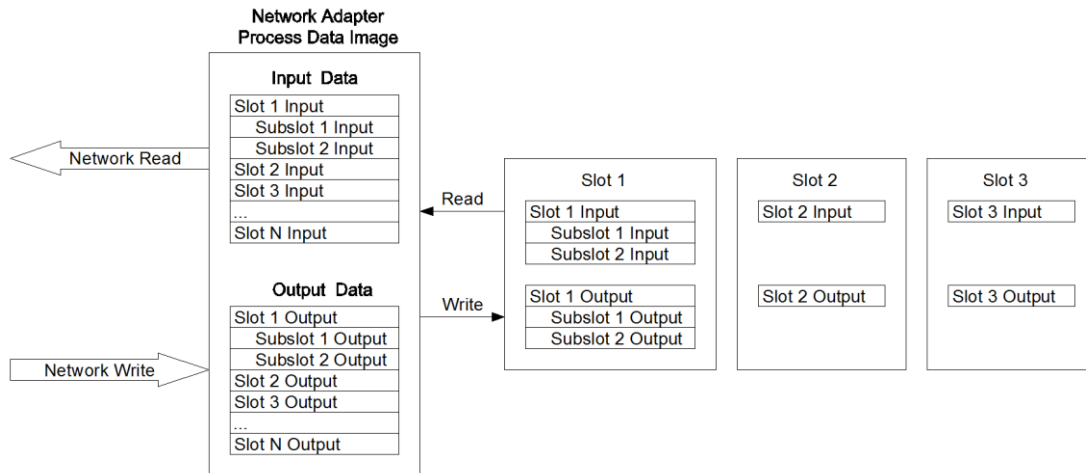 Network Adapter
Process Data Image
Input Data
Slot 1 Input
Subslot 1 Input
Subslot 2 Input
Slot 2 Input
Slot 3 Input
...
Slot N Input
Network Read
Output Data
Slot 1 Output
Subslot 1 Output
Subslot 2 Output
Slot 2 Output
Slot 3 Output
...
Slot N Output
Network Write
Read
Write
Slot 1
Slot 1 Input
Subslot 1 Input
Subslot 2 Input
Slot 1 Output
Subslot 1 Output
Subslot 2 Output
Slot 2
Slot 2 Input
Slot 2 Output
Slot 3
Slot 3 Input
Slot 3 Output